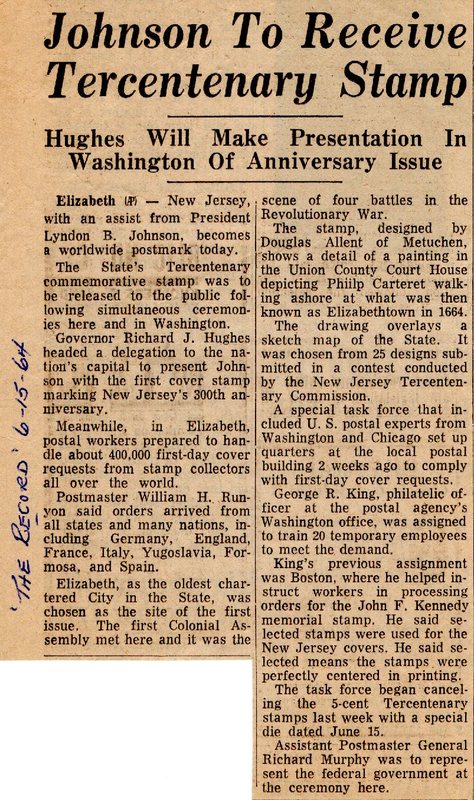 Johnson To Receive
Tercentenary Stamp
Hughes Will Make Presentation In
Washington Of Anniversary Issue
Elizabeth (AP) — New Jersey,
with an assist from President
Lyndon B. Johnson, becomes
a worldwide postmark today.
The State's Tercentenary
commemorative stamp was to
be released to the public fol-
lowing simultaneous ceremon-
ies here and in Washington.
Governor Richard J. Hughes
headed a delegation to the na-
tion's capital to present John-
son with the first cover stamp
marking New Jersey's 300th an-
niversary.
Meanwhile, in Elizabeth,
postal workers prepared to han-
dle about 400,000 first-day cover
requests from stamp collectors
all over the world.
Postmaster William H. Run-
yon said orders arrived from
all states and many nations, in-
cluding Germany, England,
France, Italy, Yugoslavia, For-
mosa, and Spain.
Elizabeth, as the oldest char-
tered City in the State, was
chosen as the site of the first
issue. The first Colonial As-
sembly met here and it was the
scene of four battles in the
Revolutionary War.
The stamp, designed by
Douglas Allent of Metuchen,
shows a detail of a painting in
the Union County Court House
depicting Phiilp Carteret walk-
ing ashore at what was then
known as Elizabethtown in 1664.
The drawing overlays a
sketch map of the State. It
was chosen from 25 designs sub-
mitted in a contest conducted
by the New Jersey Tercenten-
ary Commission.
A special task force that in-
cluded U. S. postal experts from
Washington and Chicago set up
quarters at the local postal
building 2 weeks ago to comply
with first-day cover requests.
George R. King, philatelic of-
ficer at the postal agency's
Washington office, was assigned
to train 20 temporary employees
to meet the demand.
King's previous assignment
was Boston, where he helped in-
struct workers in processing
orders for the John F. Kennedy
memorial stamp. He said se-
lected stamps were used for the
New Jersey covers. He said se-
lected means the stamps were
perfectly centered in printing.
The task force began cancel-
ing the 5-cent Tercentenary
stamps last week with a special
die dated June 15.
Assistant Postmaster General
Richard Murphy was to repre-
sent the federal government at
the ceremony here.
'THE RECORD' 6-15-64